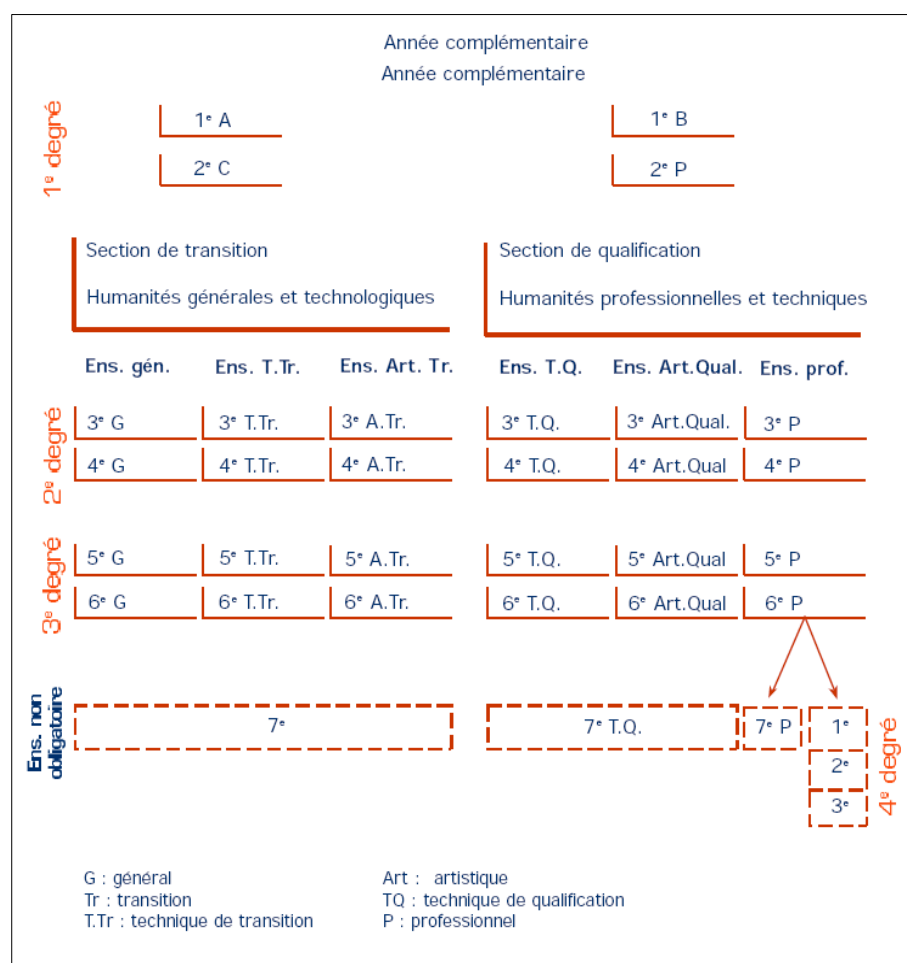 Année complémentaire
Année complémentaire
1e degré
1e A
1e B
2e C
2e P
Section de transition
Humanités générales et technologiques
Section de qualification
Humanités professionnelles et techniques
Ens. gén. Ens. T.Tr. Ens. Art. Tr. Ens. T.Q. Ens. Art.Qual. Ens. prof.
2e degré
3e G 3e T.Tr. 3e A.Tr. 3e T.Q. 3e Art.Qual. 3e P
4e G 4e T.Tr. 4e A.Tr. 4e T.Q. 4e Art.Qual 4e P
3e degré
5e G 5e T.Tr. 5e A.Tr. 5e T.Q. 5e Art.Qual 5e P
6e G 6e T.Tr. 6e A.Tr. 6e T.Q. 6e Art.Qual 6e P
Ens. non
obligatoire
7e 7e T.Q. 7e P 1e
2e
3e
4e degré
G : général
Tr : transition
T.Tr : technique de transition
Art : artistique
TQ : technique de qualification
P : professionnel